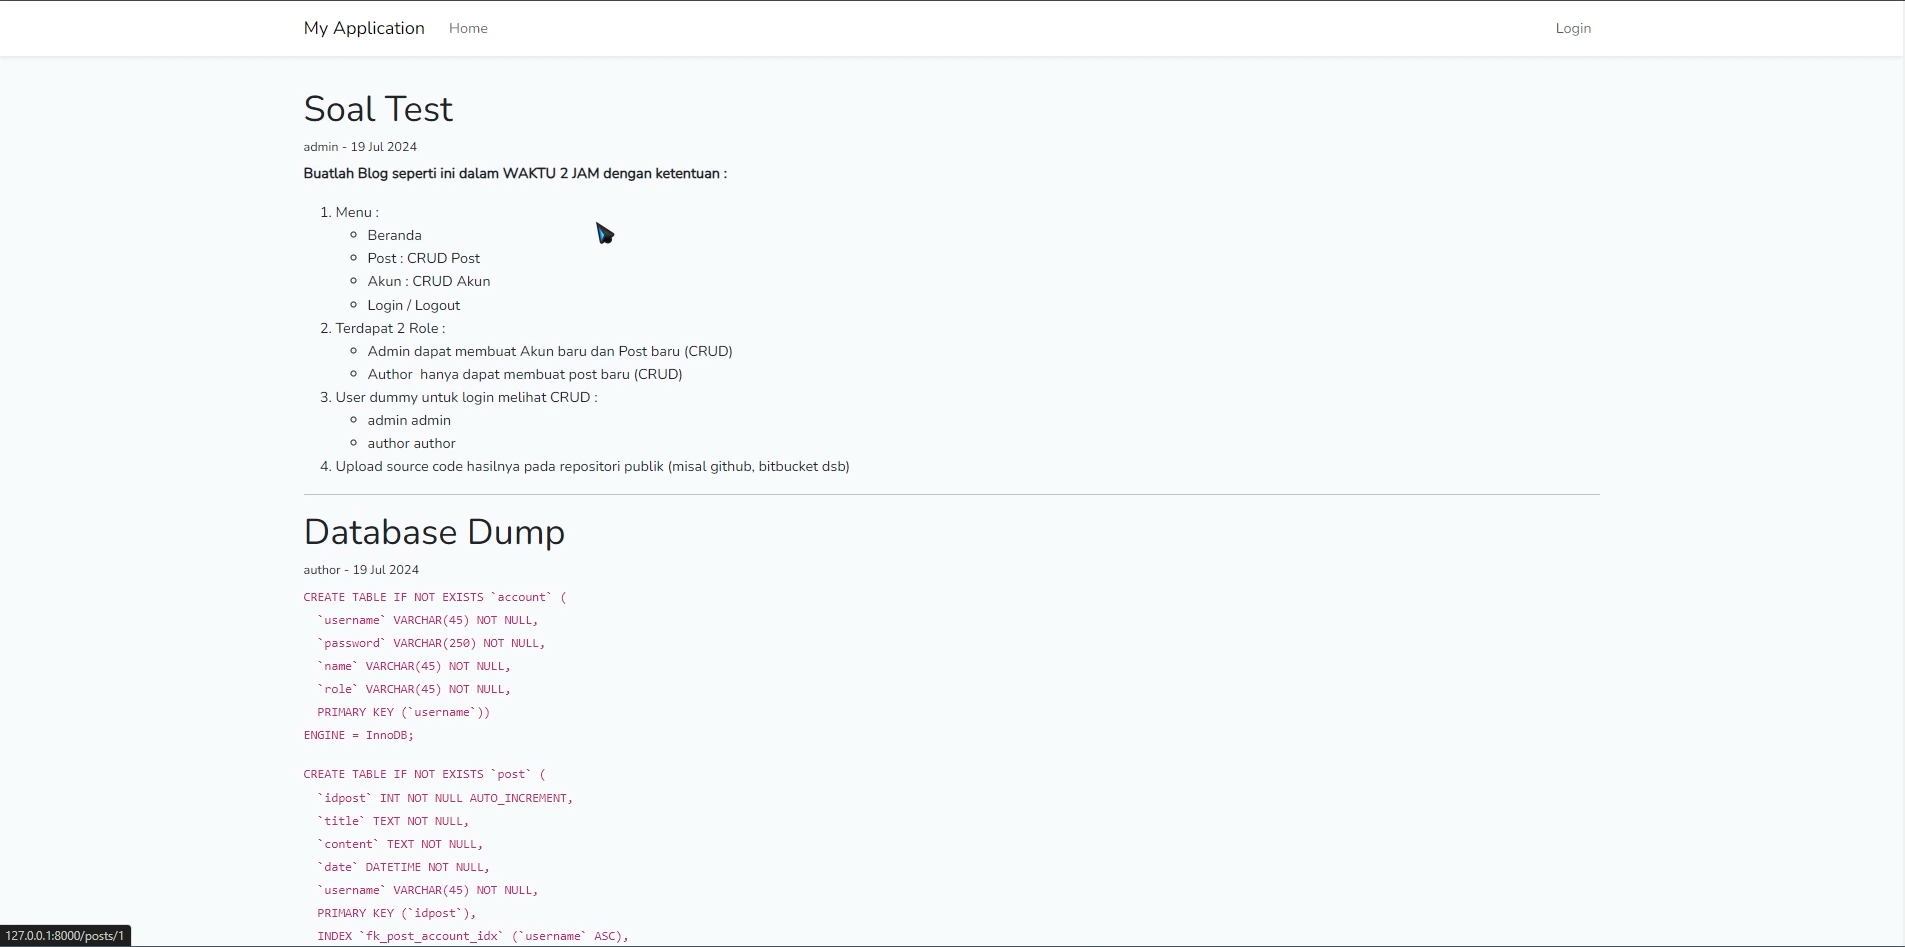 My Application Home Login
Soal Test
admin - 19 Jul 2024
Buatlah Blog seperti ini dalam WAKTU 2 JAM dengan ketentuan :
1. Menu :
Beranda
Post : CRUD Post
Akun : CRUD Akun
Login / Logout
2. Terdapat 2 Role :
Admin dapat membuat Akun baru dan Post baru (CRUD)
Author  hanya dapat membuat post baru (CRUD)
3. User dummy untuk login melihat CRUD :
admin admin
author author
4. Upload source code hasilnya pada repositori publik (misal github, bitbucket dsb)
Database Dump
author - 19 Jul 2024
CREATE TABLE IF NOT EXISTS `account` (
  `username` VARCHAR(45) NOT NULL,
  `password` VARCHAR(250) NOT NULL,
  `name` VARCHAR(45) NOT NULL,
  `role` VARCHAR(45) NOT NULL,
  PRIMARY KEY (`username`))
ENGINE = InnoDB;
CREATE TABLE IF NOT EXISTS `post` (
  `idpost` INT NOT NULL AUTO_INCREMENT,
  `title` TEXT NOT NULL,
  `content` TEXT NOT NULL,
  `date` DATETIME NOT NULL,
  `username` VARCHAR(45) NOT NULL,
  PRIMARY KEY (`idpost`),
  INDEX `fk_post_account_idx` (`username` ASC),
127.0.0.1:8000/posts/1